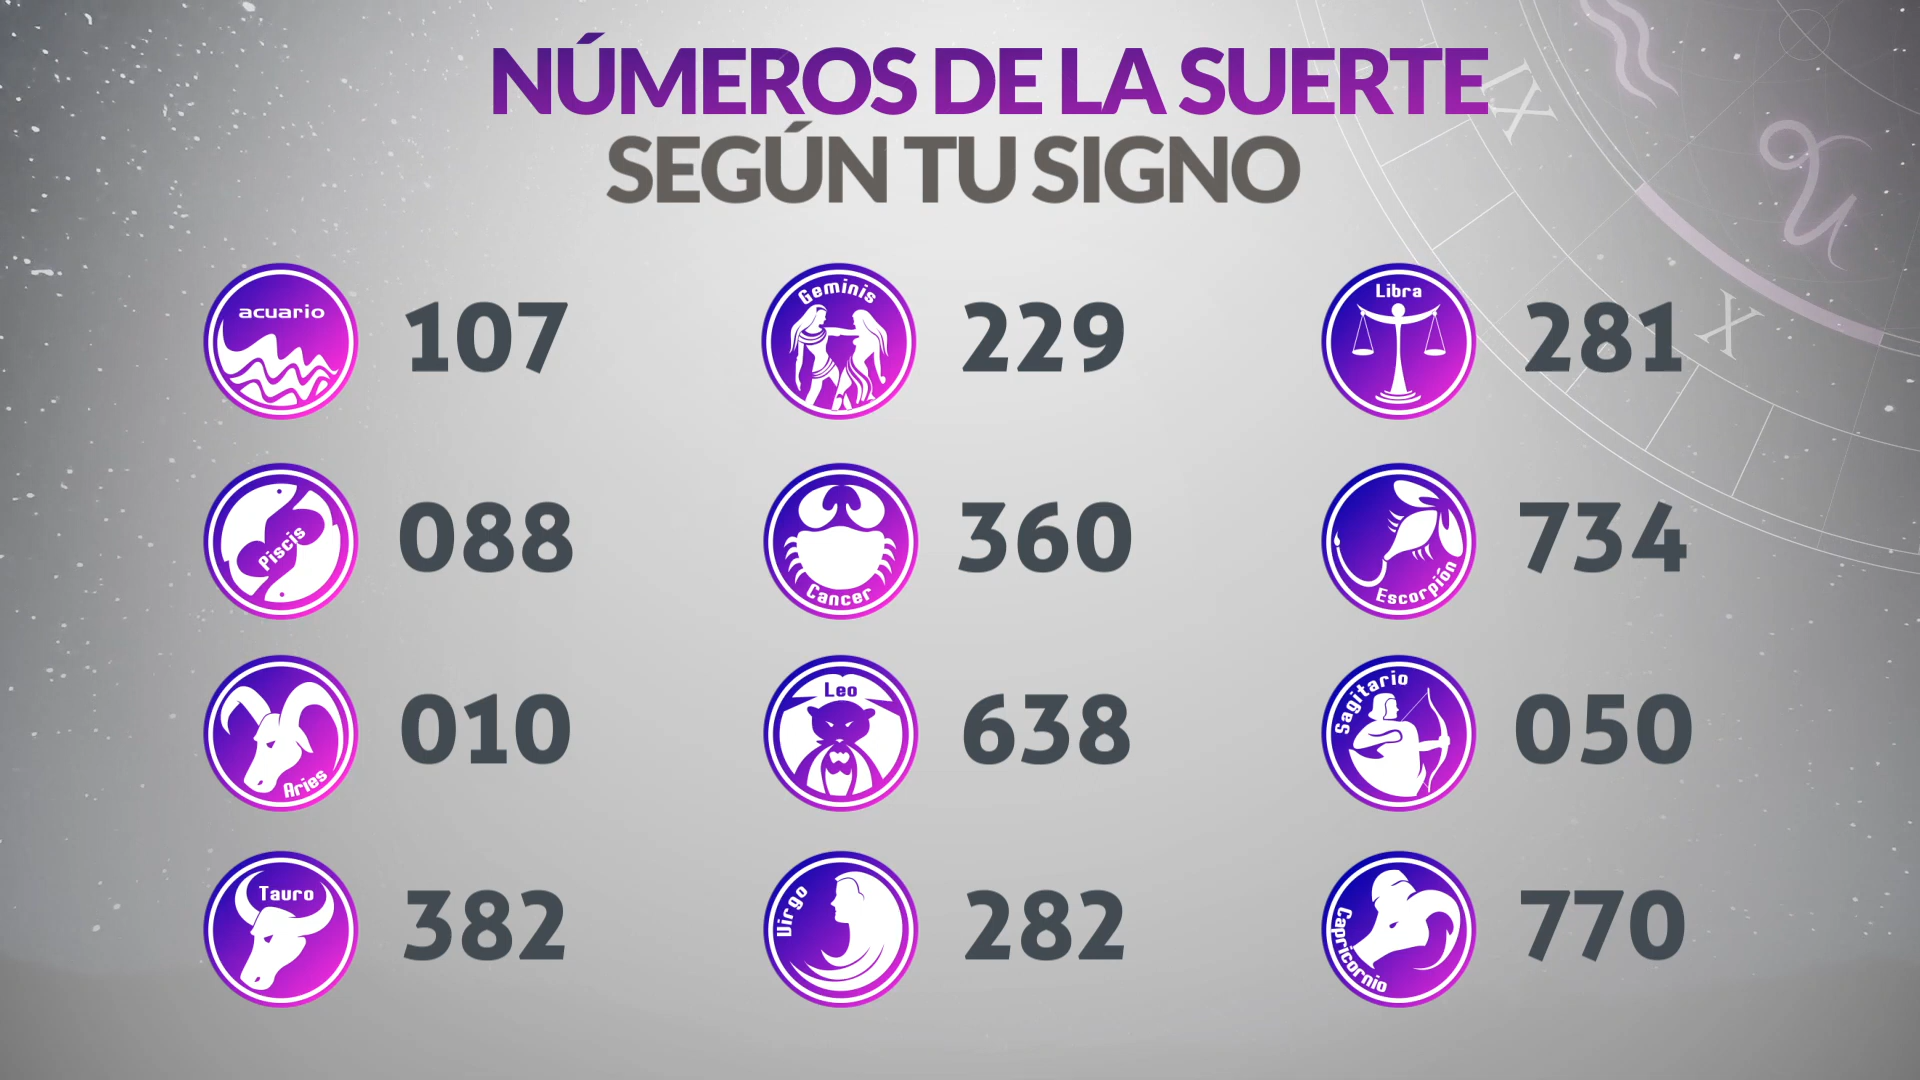 NÚMEROS DE LA SUERTE
SEGÚN TU SIGNO
acuario 107
Geminis 229
Libra 281
Piscis 088
Cancer 360
Escorpión 734
Aries 010
Leo 638
Sagitario 050
Tauro 382
Virgo 282
Capricornio 770
IX
X